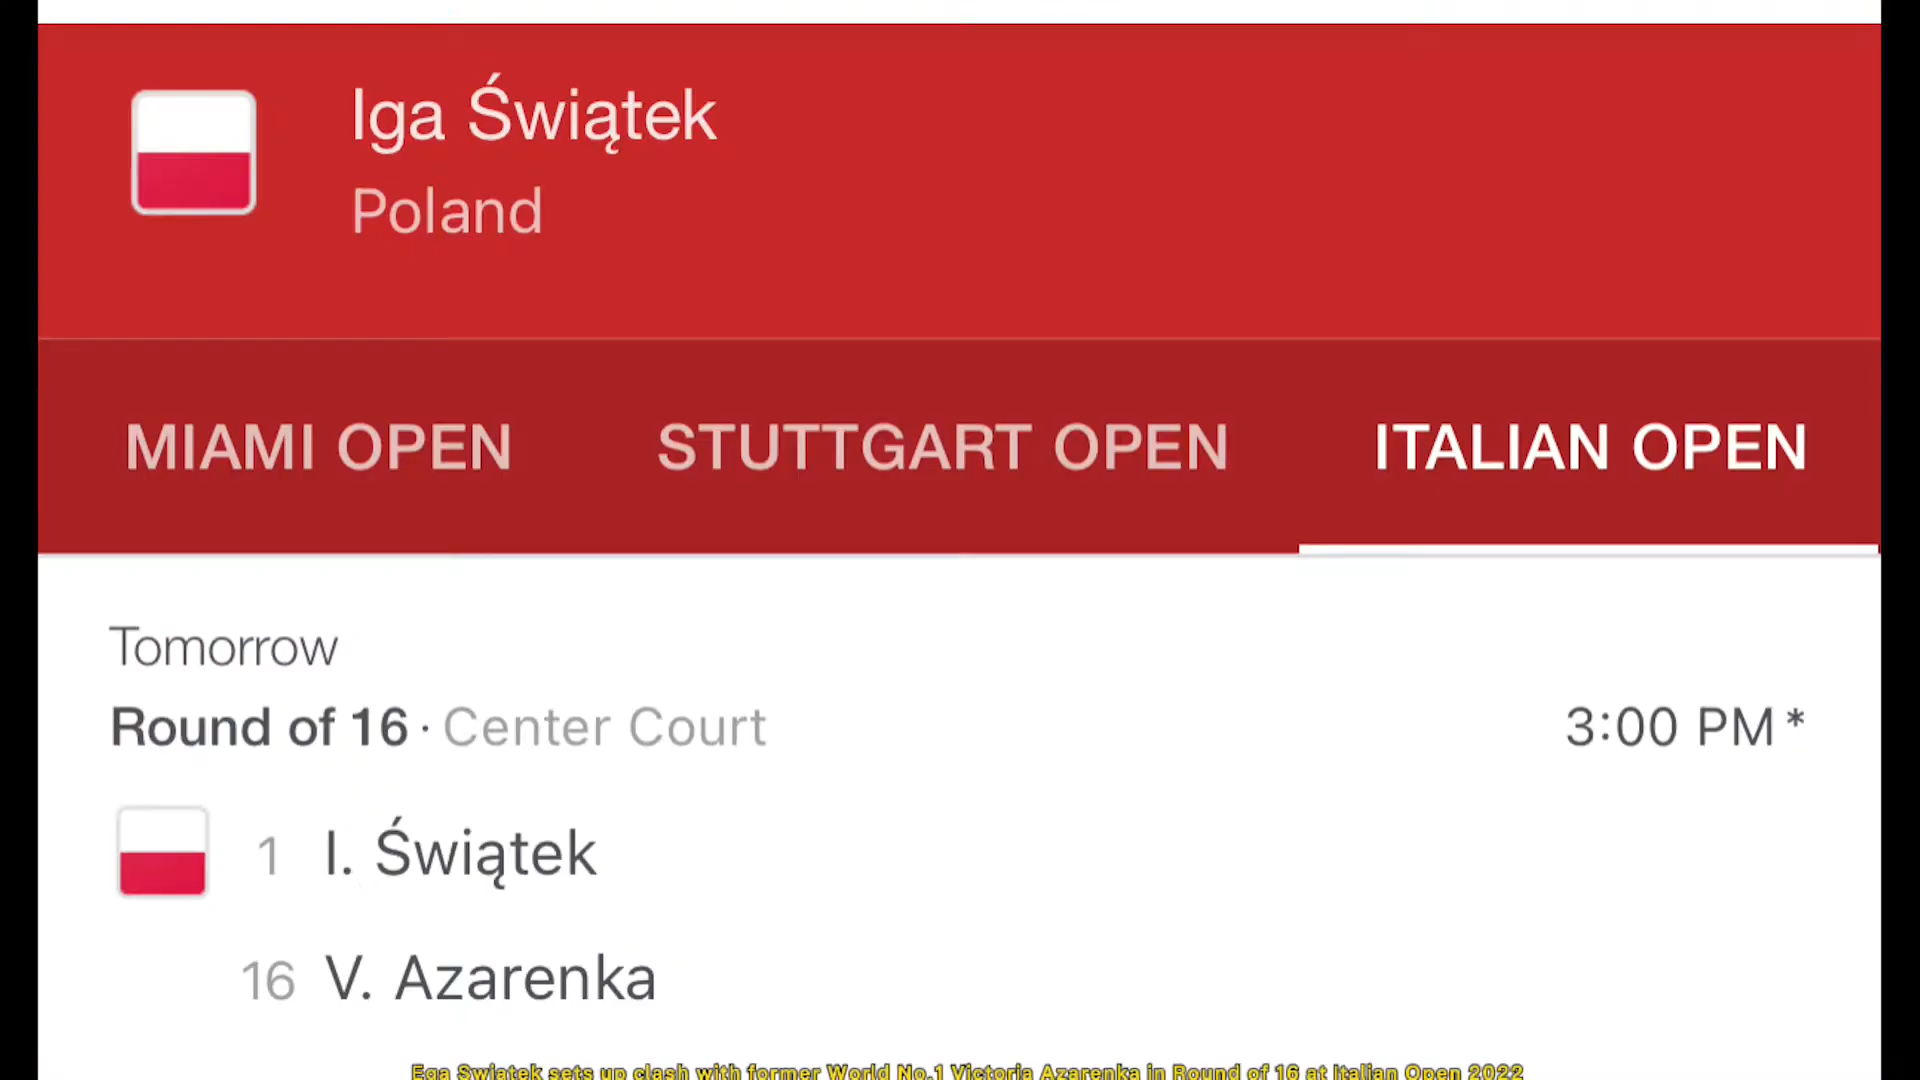 Iga Świątek
Poland
MIAMI OPEN STUTTGART OPEN ITALIAN OPEN
Tomorrow
Round of 16 · Center Court 3:00 PM*
1 I. Świątek
16 V. Azarenka
Ega Swiatek sets up clash with former World No.1 Victoria Azarenka in Round of 16 at Italian Open 2022